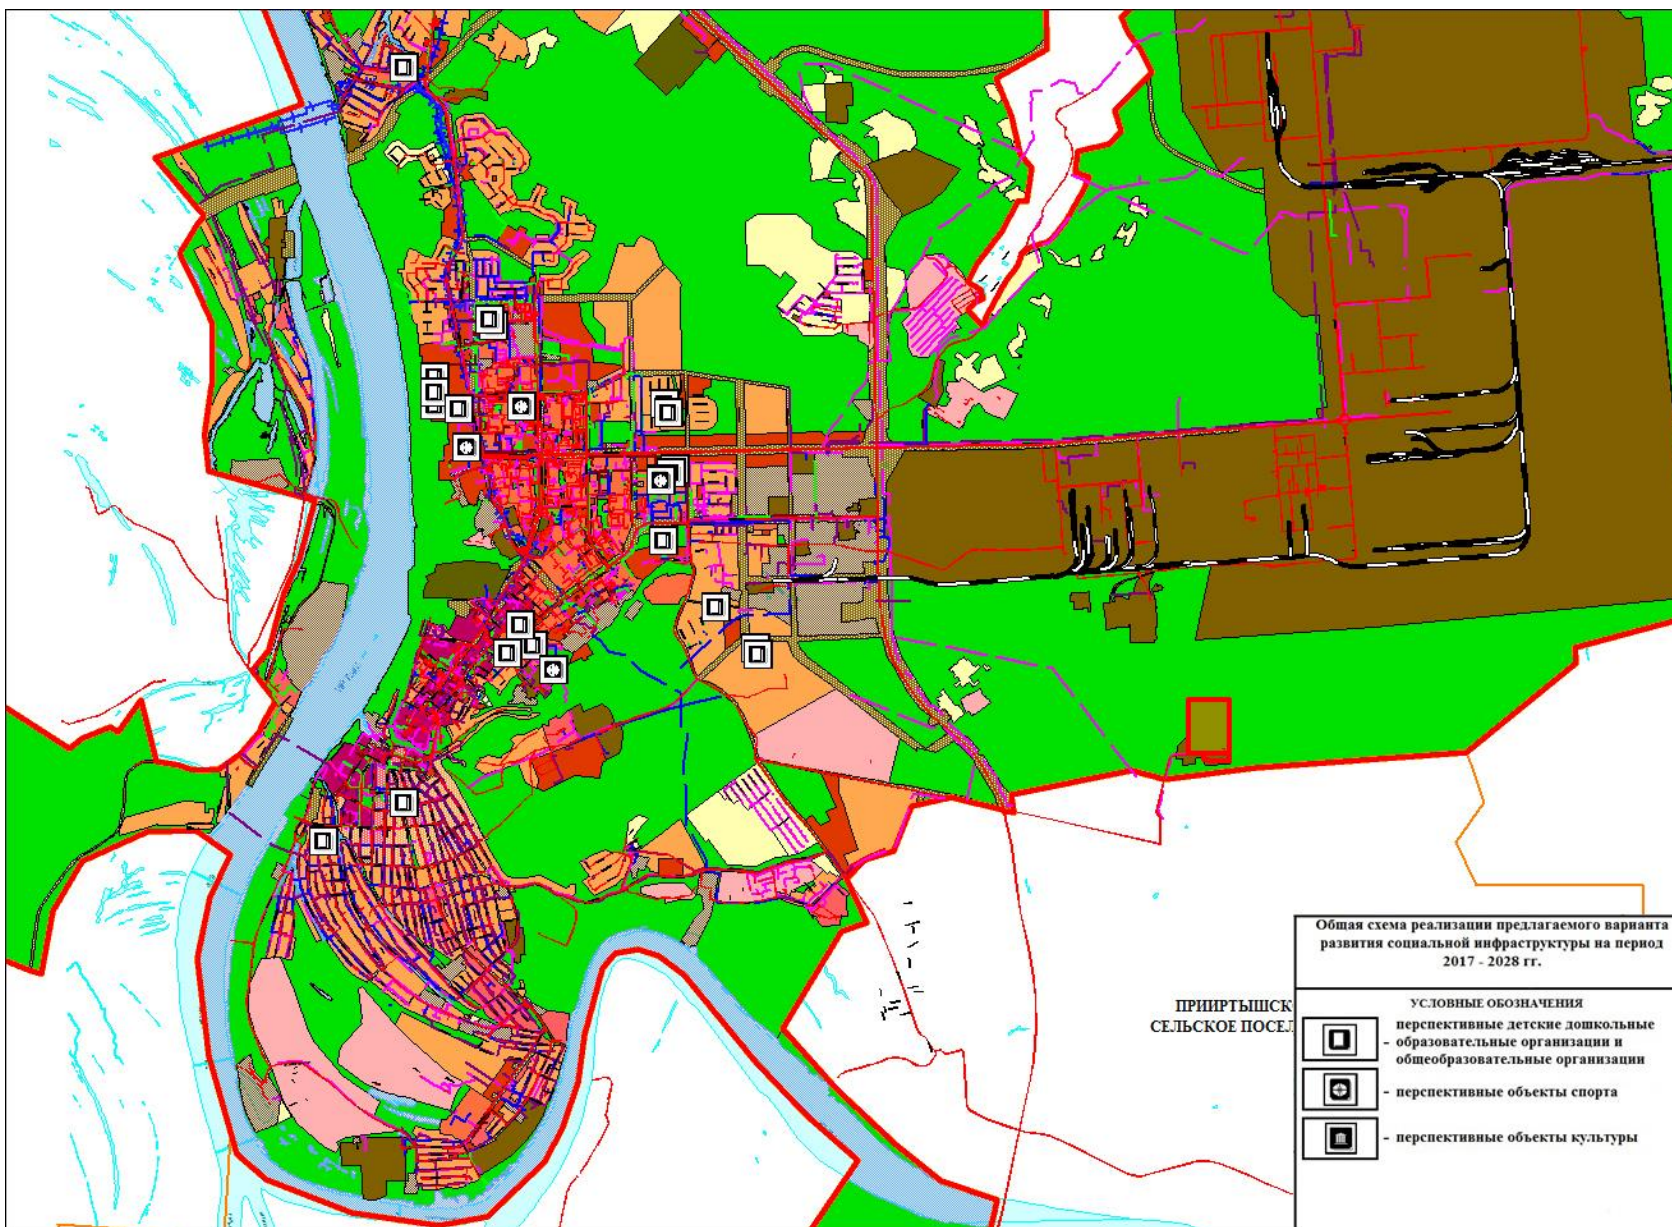 ПРИИРТЫШСК
СЕЛЬСКОЕ ПОСЕЛ
Общая схема реализации предлагаемого варианта
развития социальной инфраструктуры на период
2017 - 2028 гг.
УСЛОВНЫЕ ОБОЗНАЧЕНИЯ
перспективные детские дошкольные
- образовательные организации и
общеобразовательные организации
- перспективные объекты спорта
- перспективные объекты культуры